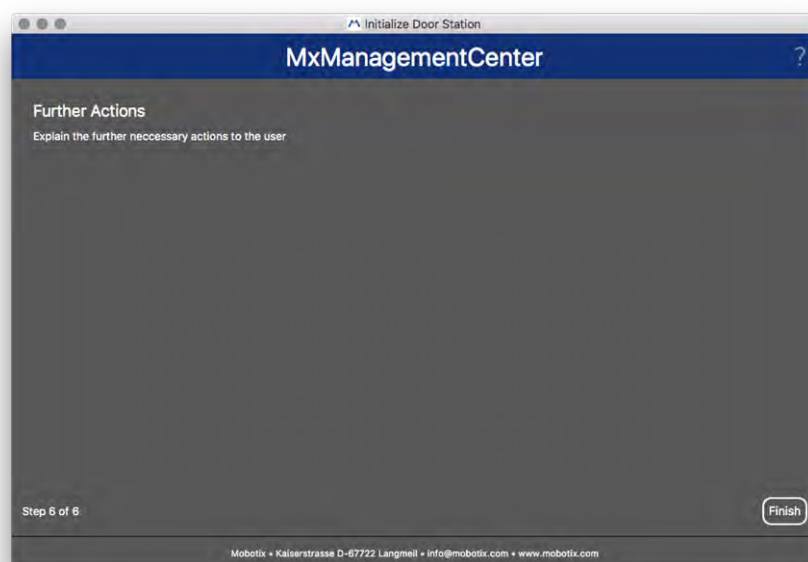 Initialize Door Station
MxManagementCenter
?
Further Actions
Explain the further neccessary actions to the user
Step 6 of 6
Finish
Mobotix • Kaiserstrasse D-67722 Langmeil • info@mobotix.com • www.mobotix.com